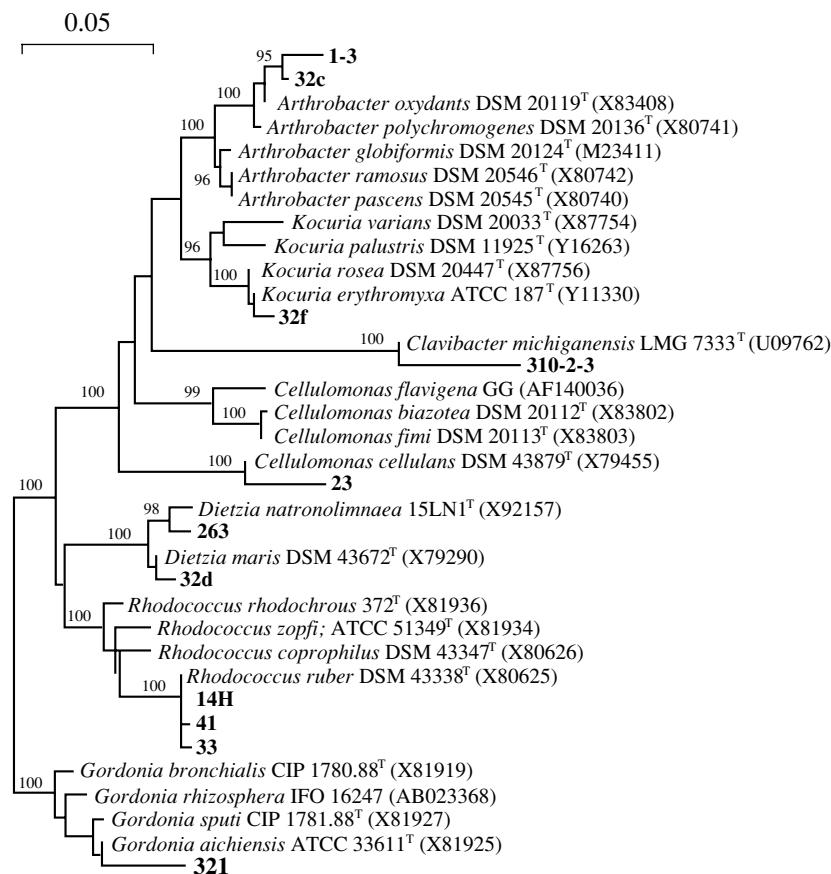 0.05
95
1-3
32c
100
Arthrobacter oxydants DSM 20119ᵀ (X83408)
100
Arthrobacter polychromogenes DSM 20136ᵀ (X80741)
Arthrobacter globiformis DSM 20124ᵀ (M23411)
Arthrobacter ramosus DSM 20546ᵀ (X80742)
96
Arthrobacter pascens DSM 20545ᵀ (X80740)
Kocuria varians DSM 20033ᵀ (X87754)
96
Kocuria palustris DSM 11925ᵀ (Y16263)
Kocuria rosea DSM 20447ᵀ (X87756)
100
Kocuria erythromyxa ATCC 187ᵀ (Y11330)
32f
100
Clavibacter michiganensis LMG 7333ᵀ (U09762)
310-2-3
99
Cellulomonas flavigena GG (AF140036)
100
100
Cellulomonas biazotea DSM 20112ᵀ (X83802)
Cellulomonas fimi DSM 20113ᵀ (X83803)
100
Cellulomonas cellulans DSM 43879ᵀ (X79455)
23
100
98
Dietzia natronolimnaea 15LN1ᵀ (X92157)
263
100
Dietzia maris DSM 43672ᵀ (X79290)
32d
Rhodococcus rhodochrous 372ᵀ (X81936)
100
Rhodococcus zopfi; ATCC 51349ᵀ (X81934)
Rhodococcus coprophilus DSM 43347ᵀ (X80626)
Rhodococcus ruber DSM 43338ᵀ (X80625)
100
14H
41
33
Gordonia bronchialis CIP 1780.88ᵀ (X81919)
100
Gordonia rhizosphera IFO 16247 (AB023368)
Gordonia sputi CIP 1781.88ᵀ (X81927)
Gordonia aichiensis ATCC 33611ᵀ (X81925)
321